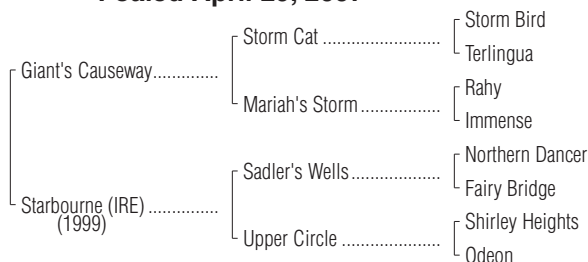 Storm Bird
Storm Cat
Terlingua
Giant's Causeway
Rahy
Mariah's Storm
Immense
Northern Dancer
Sadler's Wells
Fairy Bridge
Starbourne (IRE)
(1999)
Shirley Heights
Upper Circle
Odeon